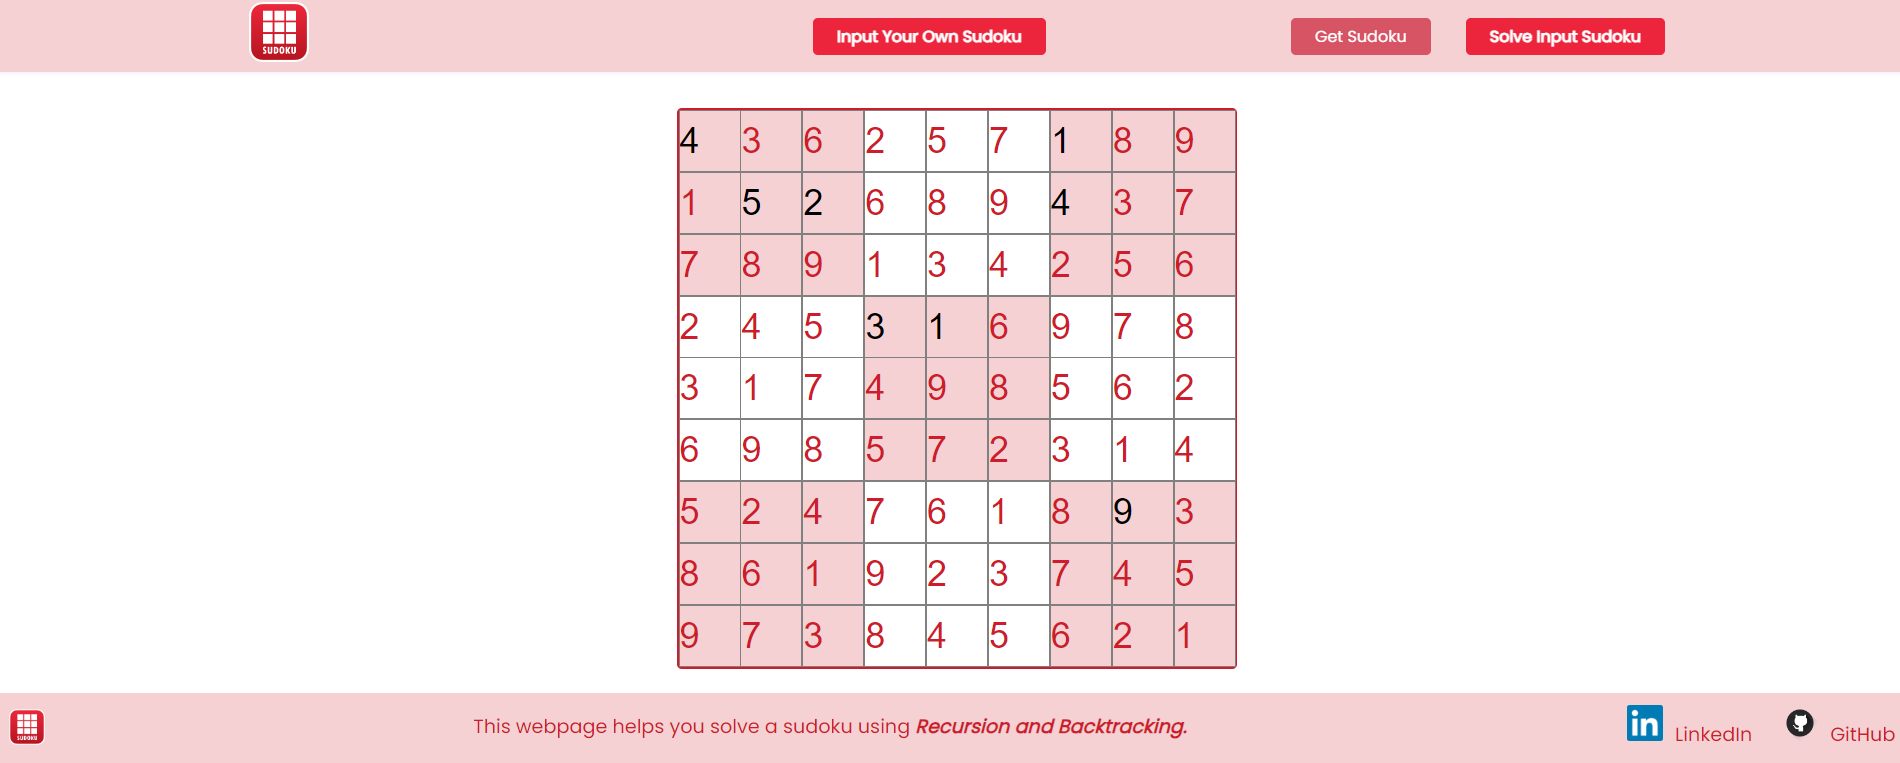 SUDOKU
Input Your Own Sudoku
Get Sudoku
Solve Input Sudoku
4 3 6 2 5 7 1 8 9
1 5 2 6 8 9 4 3 7
7 8 9 1 3 4 2 5 6
2 4 5 3 1 6 9 7 8
3 1 7 4 9 8 5 6 2
6 9 8 5 7 2 3 1 4
5 2 4 7 6 1 8 9 3
8 6 1 9 2 3 7 4 5
9 7 3 8 4 5 6 2 1
SUDOKU
This webpage helps you solve a sudoku using Recursion and Backtracking.
in LinkedIn
GitHub